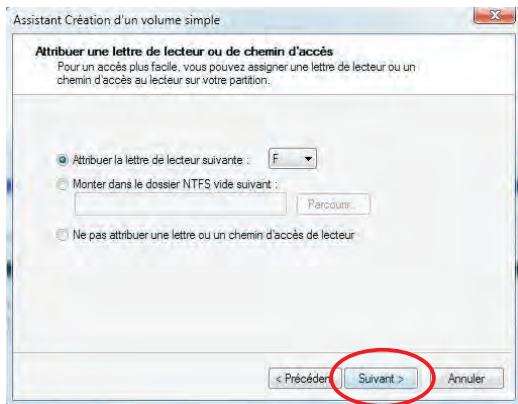 Assistant Création d'un volume simple
Attribuer une lettre de lecteur ou de chemin d'accès
Pour un accès plus facile, vous pouvez assigner une lettre de lecteur ou un
chemin d'accès au lecteur sur votre partition.
Attribuer la lettre de lecteur suivante : F
Monter dans le dossier NTFS vide suivant :
Parcourir...
Ne pas attribuer une lettre ou un chemin d'accès de lecteur
< Précéden Suivant > Annuler